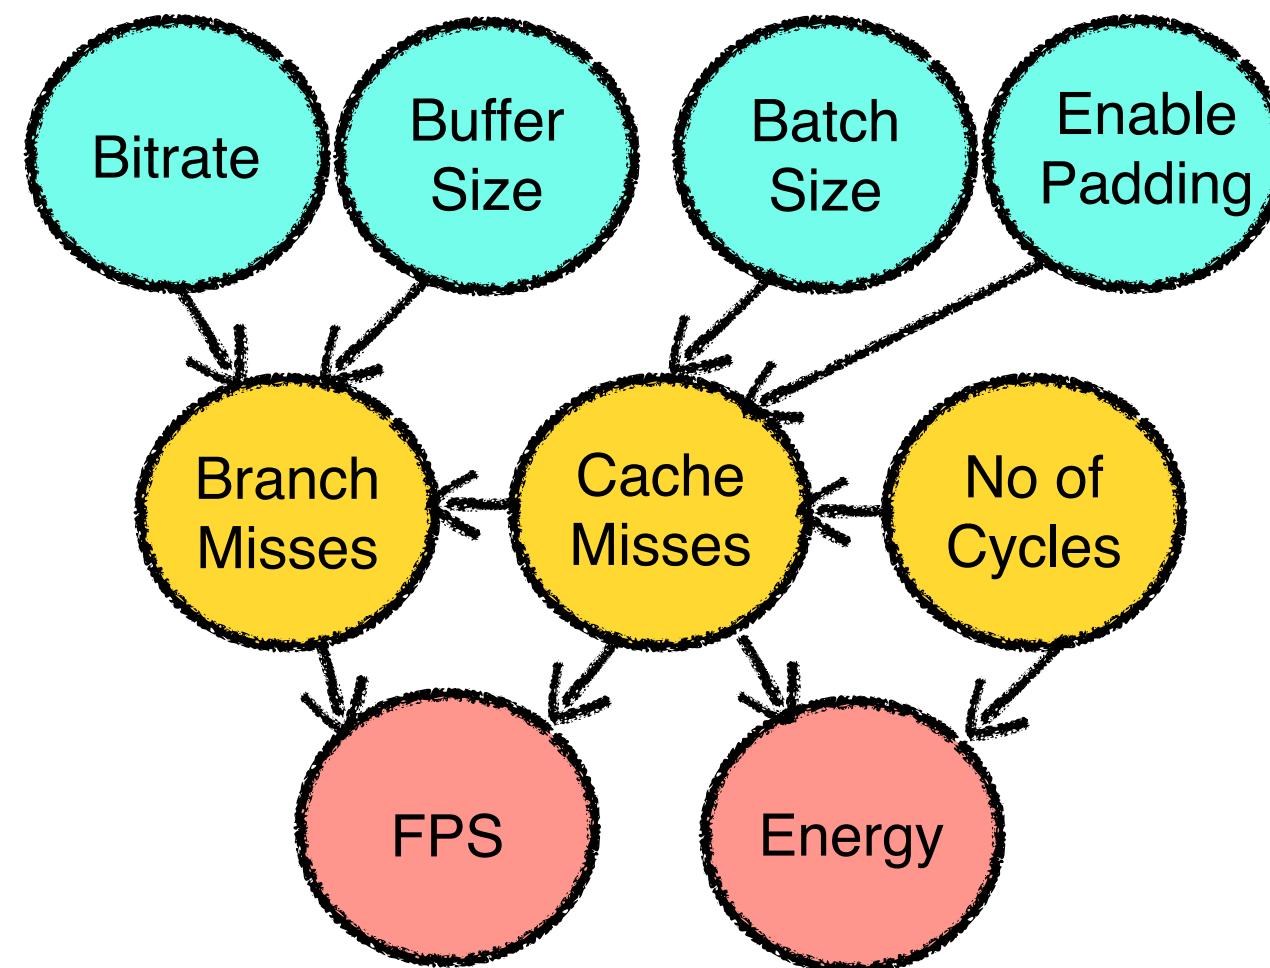 Bitrate
Buffer
Size
Batch
Size
Enable
Padding
Branch
Misses
Cache
Misses
No of
Cycles
FPS
Energy